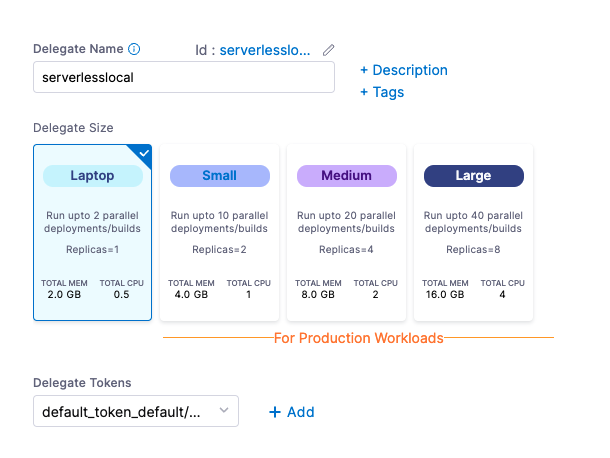 Delegate Name
Id : serverlesslo...
serverlesslocal
+ Description
+ Tags
Delegate Size
Laptop
Run upto 2 parallel
deployments/builds
Replicas=1
TOTAL MEM TOTAL CPU
2.0 GB 0.5
Small
Run upto 10 parallel
deployments/builds
Replicas=2
TOTAL MEM TOTAL CPU
4.0 GB 1
Medium
Run upto 20 parallel
deployments/builds
Replicas=4
TOTAL MEM TOTAL CPU
8.0 GB 2
Large
Run upto 40 parallel
deployments/builds
Replicas=8
TOTAL MEM TOTAL CPU
16.0 GB 4
For Production Workloads
Delegate Tokens
default_token_default/...
+ Add